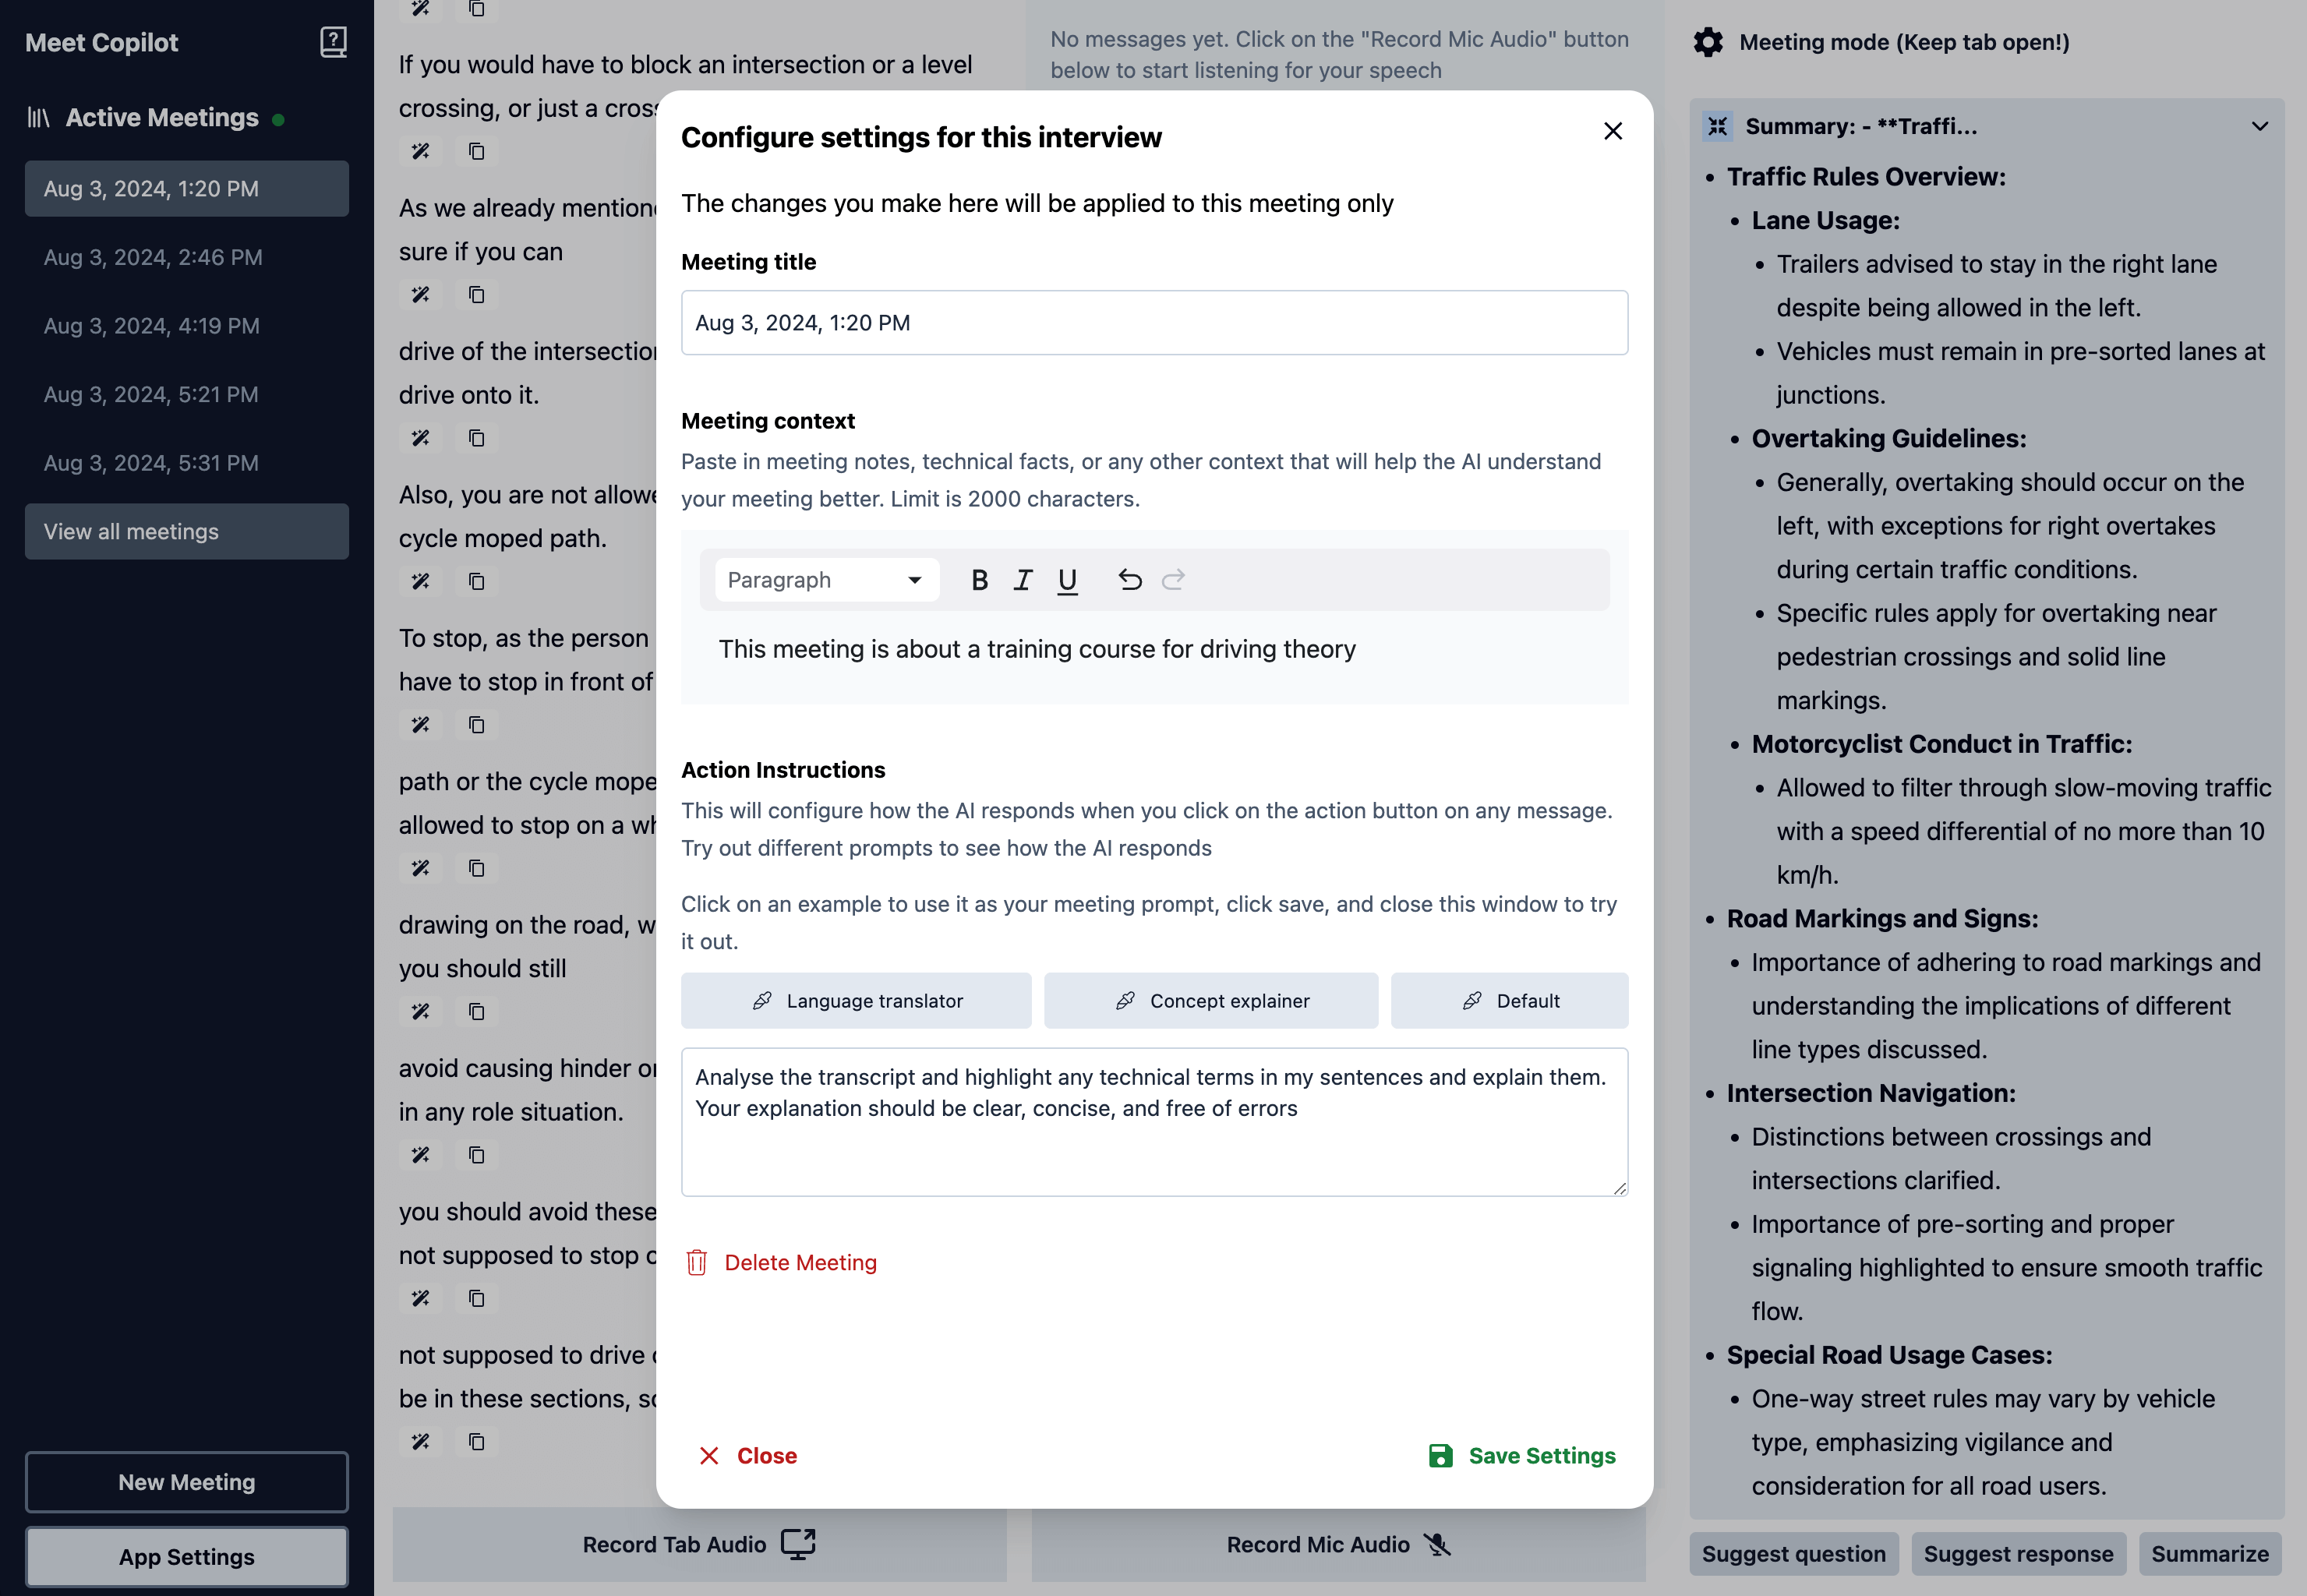 Meet Copilot
Active Meetings
Aug 3, 2024, 1:20 PM
Aug 3, 2024, 2:46 PM
Aug 3, 2024, 4:19 PM
Aug 3, 2024, 5:21 PM
Aug 3, 2024, 5:31 PM
View all meetings
New Meeting
App Settings
If you would have to block an intersection or a level
crossing, or just a cross
As we already mention
sure if you can
drive of the intersection
drive onto it.
Also, you are not allowe
cycle moped path.
To stop, as the person
have to stop in front of
path or the cycle mope
allowed to stop on a wh
drawing on the road, w
you should still
avoid causing hinder or
in any role situation.
you should avoid these
not supposed to stop o
not supposed to drive o
be in these sections, so
Record Tab Audio
No messages yet. Click on the "Record Mic Audio" button
below to start listening for your speech
Record Mic Audio
Configure settings for this interview
The changes you make here will be applied to this meeting only
Meeting title
Aug 3, 2024, 1:20 PM
Meeting context
Paste in meeting notes, technical facts, or any other context that will help the AI understand
your meeting better. Limit is 2000 characters.
Paragraph B I U
This meeting is about a training course for driving theory
Action Instructions
This will configure how the AI responds when you click on the action button on any message.
Try out different prompts to see how the AI responds
Click on an example to use it as your meeting prompt, click save, and close this window to try
it out.
Language translator Concept explainer Default
Analyse the transcript and highlight any technical terms in my sentences and explain them.
Your explanation should be clear, concise, and free of errors
Delete Meeting
Close Save Settings
Meeting mode (Keep tab open!)
Summary: - **Traffi...
• Traffic Rules Overview:
• Lane Usage:
• Trailers advised to stay in the right lane
despite being allowed in the left.
• Vehicles must remain in pre-sorted lanes at
junctions.
• Overtaking Guidelines:
• Generally, overtaking should occur on the
left, with exceptions for right overtakes
during certain traffic conditions.
• Specific rules apply for overtaking near
pedestrian crossings and solid line
markings.
• Motorcyclist Conduct in Traffic:
• Allowed to filter through slow-moving traffic
with a speed differential of no more than 10
km/h.
• Road Markings and Signs:
• Importance of adhering to road markings and
understanding the implications of different
line types discussed.
• Intersection Navigation:
• Distinctions between crossings and
intersections clarified.
• Importance of pre-sorting and proper
signaling highlighted to ensure smooth traffic
flow.
• Special Road Usage Cases:
• One-way street rules may vary by vehicle
type, emphasizing vigilance and
consideration for all road users.
Suggest question Suggest response Summarize